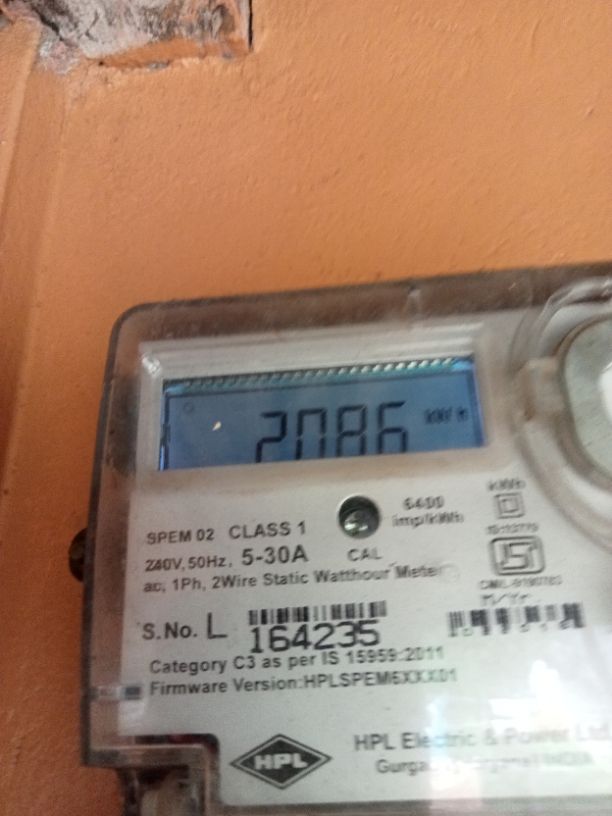 2086 kWh
6400
imp/kWh
kWh
SPEM 02 CLASS 1
CAL
240V, 50Hz, 5-30A
ac, 1Ph, 2Wire Static Watthour Meter
S.No. L 164235
Category C3 as per IS 15959:2011
Firmware Version:HPLSPEM6XXX01
HPL
HPL Electric & Power Ltd